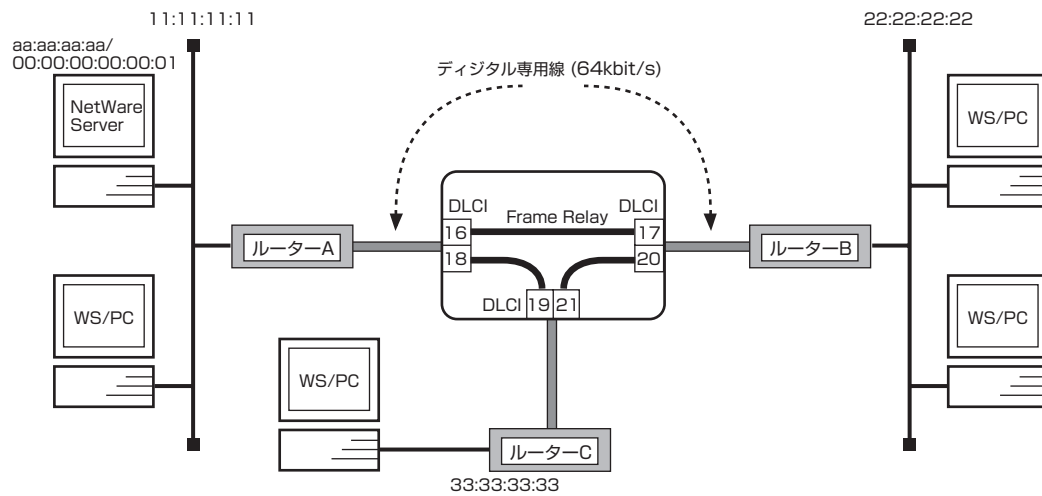 11:11:11:11
22:22:22:22
aa:aa:aa:aa/
00:00:00:00:00:01
ディジタル専用線 (64kbit/s)
NetWare
Server
WS/PC
DLCI
Frame Relay
DLCI
16
17
ルーターA
ルーターB
18
20
DLCI
19
21
WS/PC
WS/PC
WS/PC
ルーターC
33:33:33:33